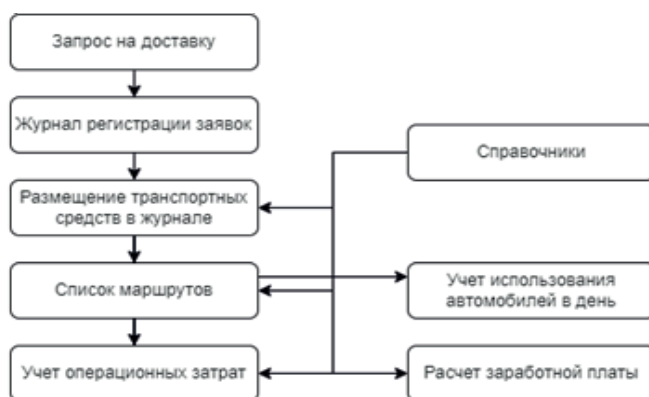 Запрос на доставку
Журнал регистрации заявок
Справочники
Размещение транспортных
средств в журнале
Список маршрутов
Учет использования
автомобилей в день
Учет операционных затрат
Расчет заработной платы